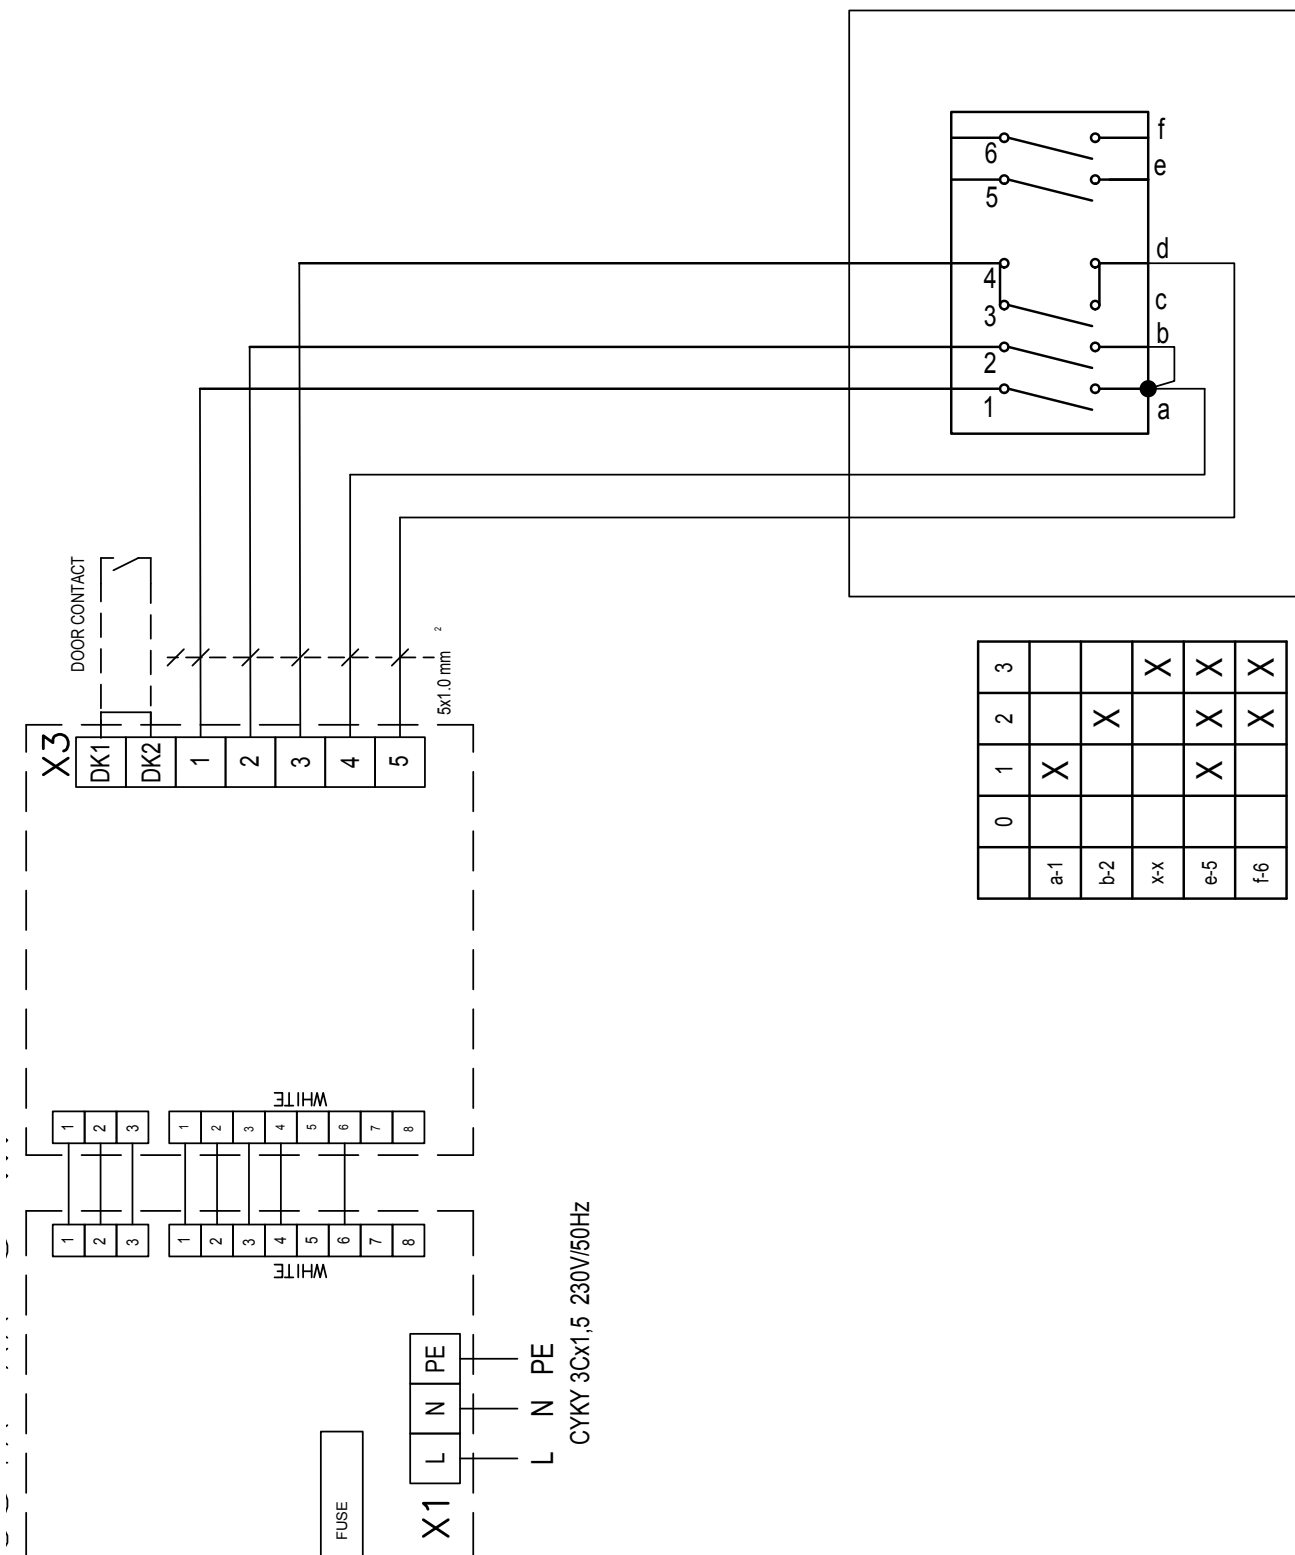 f
6
e
5
d
4
c
3
b
2
a
1
DOOR CONTACT
5x1.0 mm 2
X3
DK1
DK2
1
2
3
4
5
0 1 2 3
a-1 X
b-2 X
x-x X
e-5 X X X
f-6 X X
WHITE
1 2 3
1 2 3 4 5 6 7 8
1 2 3
1 2 3 4 5 6 7 8
WHITE
L N PE
L N PE
CYKY 3Cx1,5 230V/50Hz
X1
FUSE